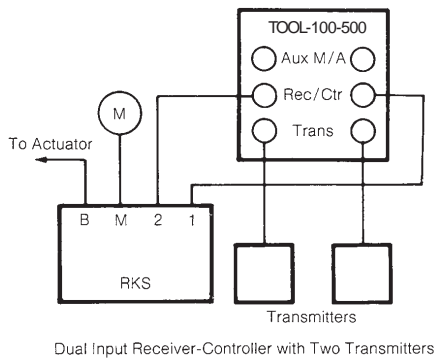 TOOL-100-500
Aux M/A
Rec/Ctr
Trans
M
To Actuator
B M 2 1
RKS
Transmitters
Dual Input Receiver-Controller with Two Transmitters